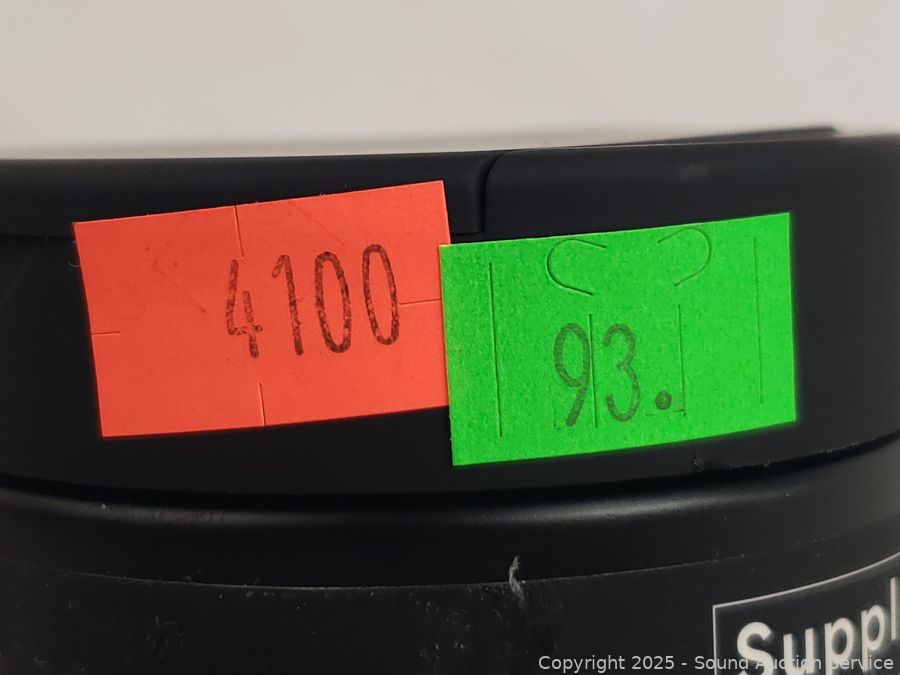 4100
93.
Suppl
Copyright 2025 - Sound Auction Service